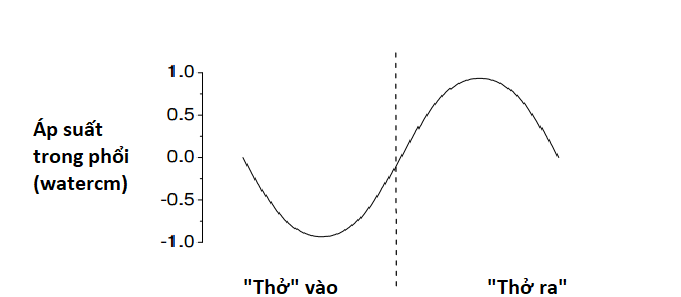 1.0
0.5
Áp suất
trong phổi
(watercm)
0.0
-0.5
-1.0
"Thở" vào
"Thở ra"